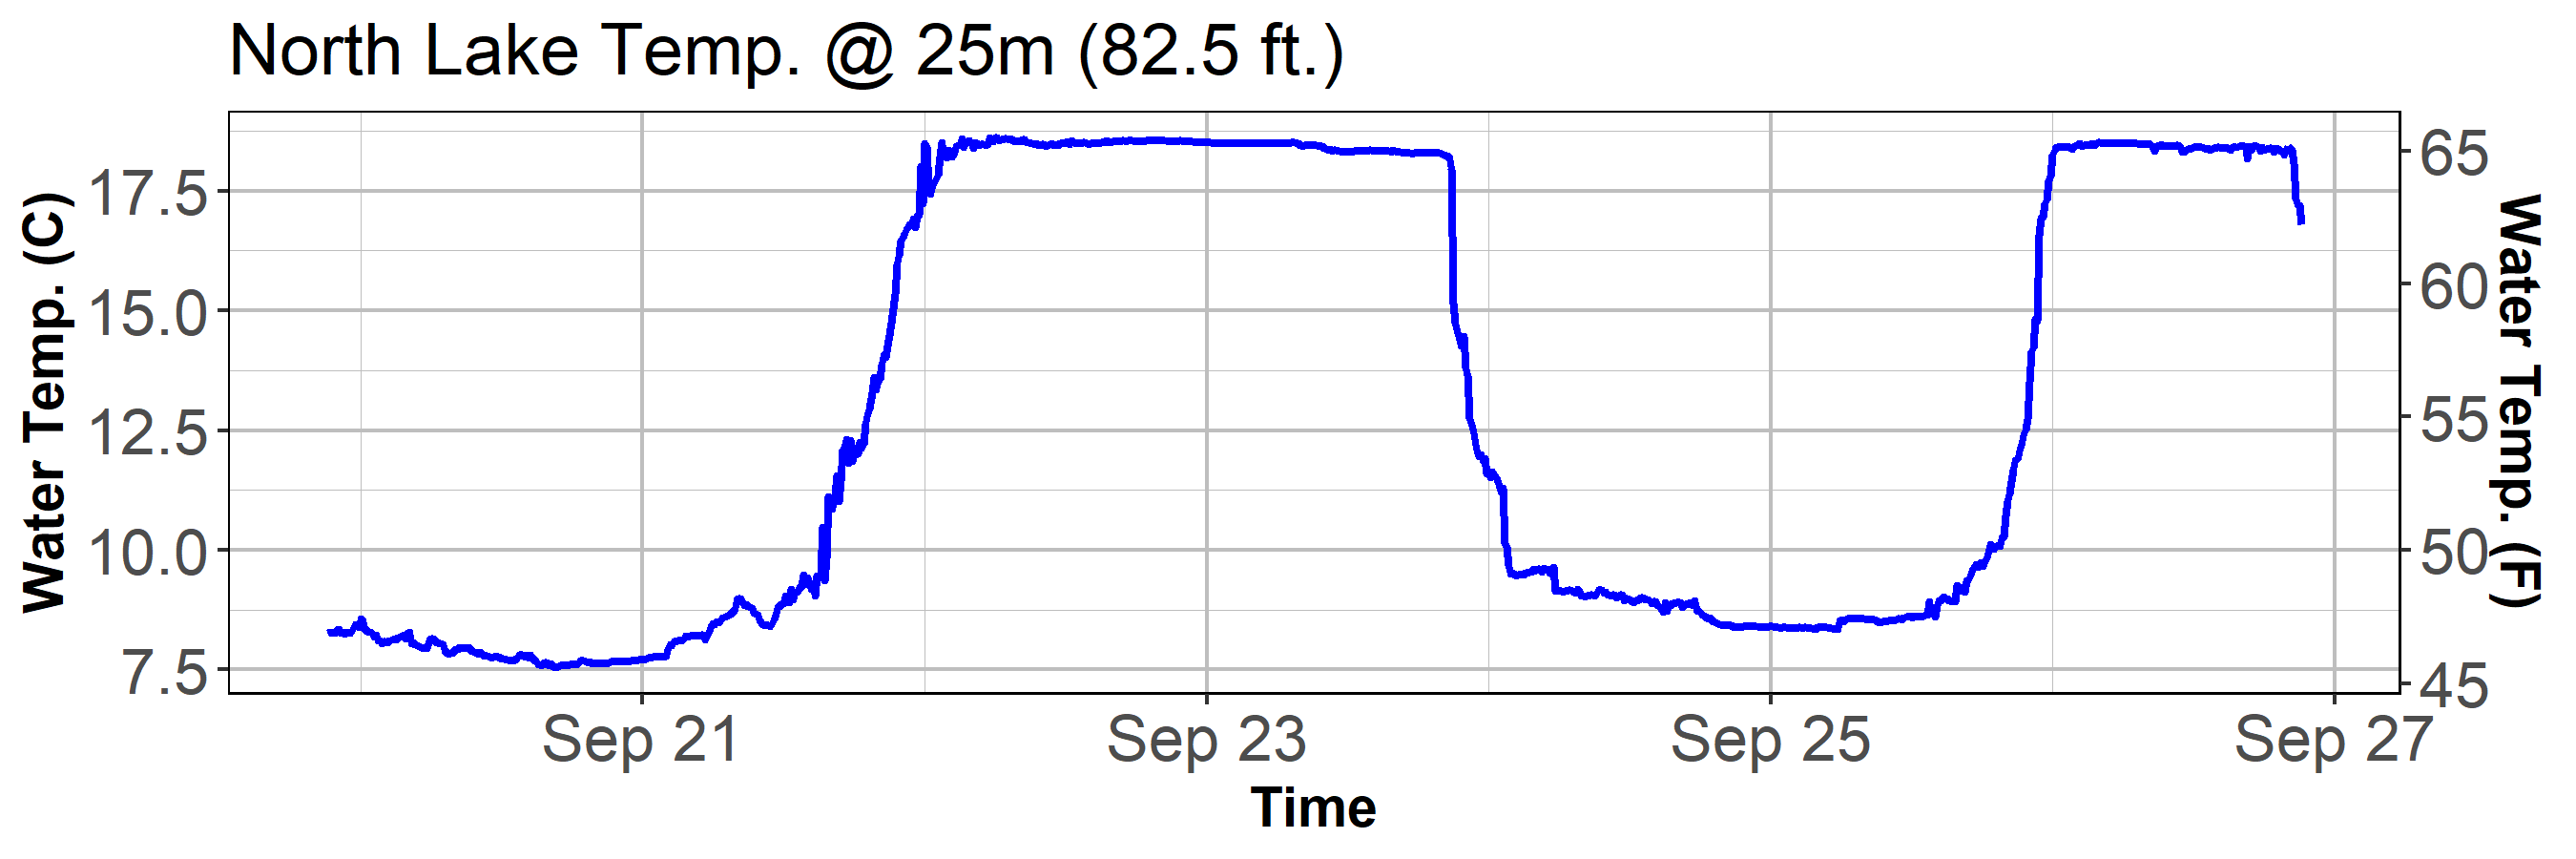 North Lake Temp. @ 25m (82.5 ft.)
Water Temp. (C)
17.5
15.0
12.5
10.0
7.5
65
60
55
50
45
Water Temp. (F)
Sep 21 Sep 23 Sep 25 Sep 27
Time